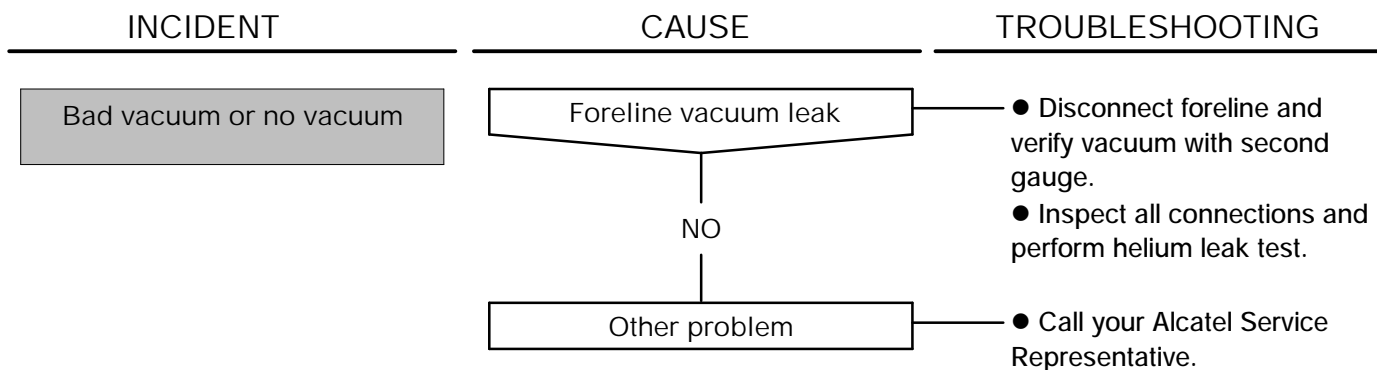 INCIDENT
CAUSE
TROUBLESHOOTING
Bad vacuum or no vacuum
Foreline vacuum leak
● Disconnect foreline and
verify vacuum with second
gauge.
● Inspect all connections and
perform helium leak test.
NO
Other problem
● Call your Alcatel Service
Representative.